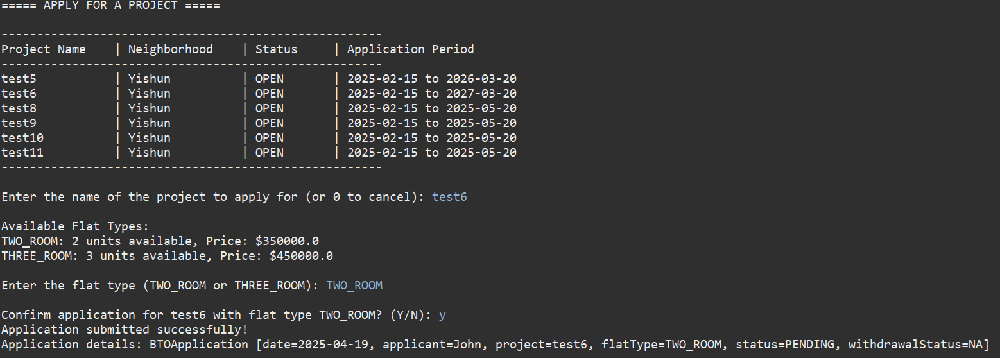 ===== APPLY FOR A PROJECT =====
------------------------------------------------------
Project Name    | Neighborhood    | Status     | Application Period
------------------------------------------------------
test5           | Yishun          | OPEN       | 2025-02-15 to 2026-03-20
test6           | Yishun          | OPEN       | 2025-02-15 to 2027-03-20
test8           | Yishun          | OPEN       | 2025-02-15 to 2025-05-20
test9           | Yishun          | OPEN       | 2025-02-15 to 2025-05-20
test10          | Yishun          | OPEN       | 2025-02-15 to 2025-05-20
test11          | Yishun          | OPEN       | 2025-02-15 to 2025-05-20
------------------------------------------------------
Enter the name of the project to apply for (or 0 to cancel): test6
Available Flat Types:
TWO_ROOM: 2 units available, Price: $350000.0
THREE_ROOM: 3 units available, Price: $450000.0
Enter the flat type (TWO_ROOM or THREE_ROOM): TWO_ROOM
Confirm application for test6 with flat type TWO_ROOM? (Y/N): y
Application submitted successfully!
Application details: BTOApplication [date=2025-04-19, applicant=John, project=test6, flatType=TWO_ROOM, status=PENDING, withdrawalStatus=NA]